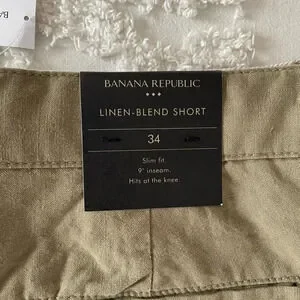 BANANA REPUBLIC
LINEN-BLEND SHORT
34
Slim fit.
9" inseam.
Hits at the knee.